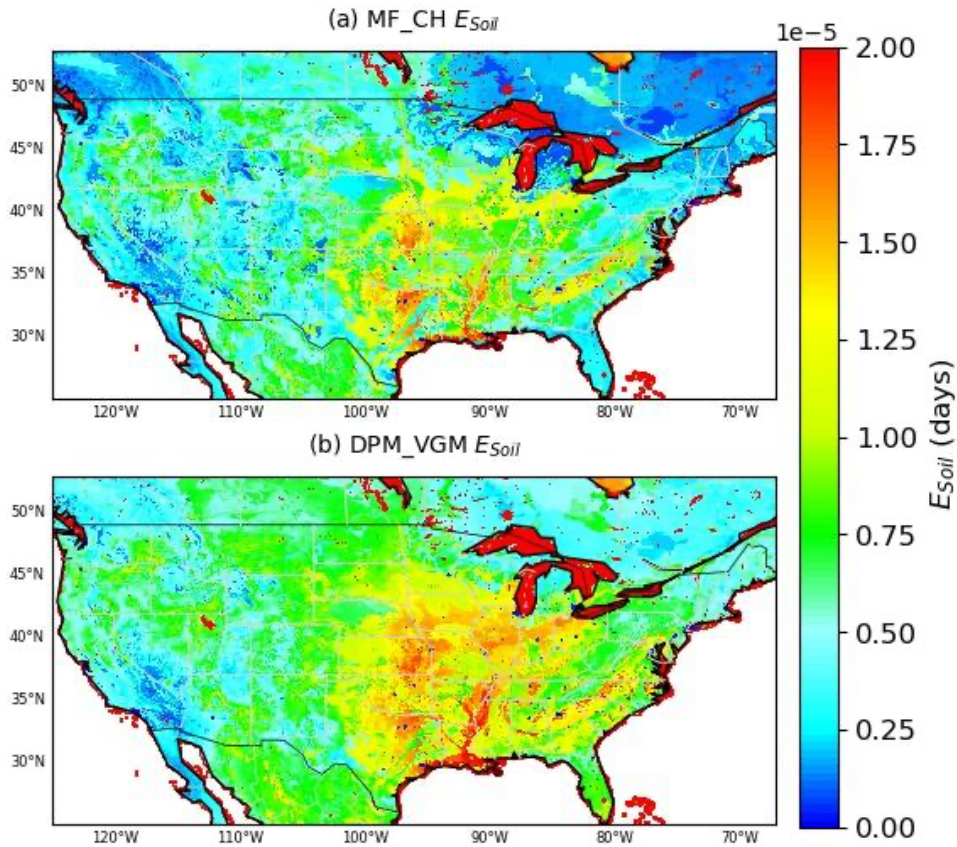 (a) MF_CH E_Soil
1e−5
50°N
45°N
40°N
35°N
30°N
120°W 110°W 100°W 90°W 80°W 70°W
(b) DPM_VGM E_Soil
50°N
45°N
40°N
35°N
30°N
120°W 110°W 100°W 90°W 80°W 70°W
2.00
1.75
1.50
1.25
1.00
0.75
0.50
0.25
0.00
E_Soil (days)